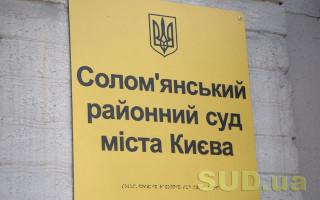 Солом'янський
районний суд
міста Києва
SUD.ua